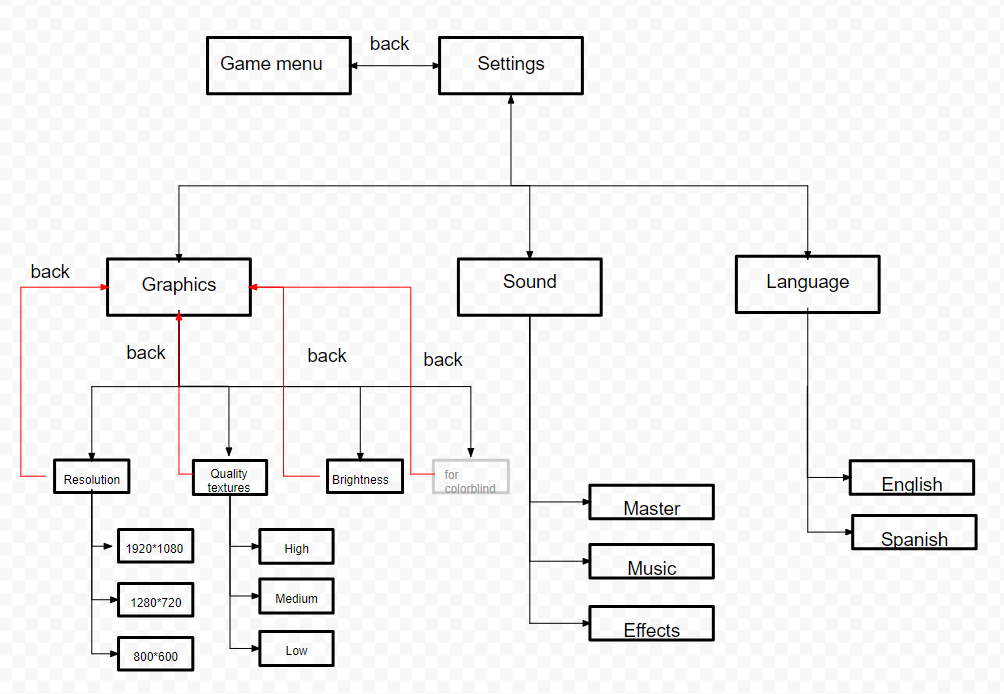 back
Game menu
Settings
back
Graphics
Sound
Language
back
back
back
Resolution
Quality
textures
Brightness
for
colorblind
English
Master
Spanish
1920*1080
High
Music
1280*720
Medium
Effects
800*600
Low